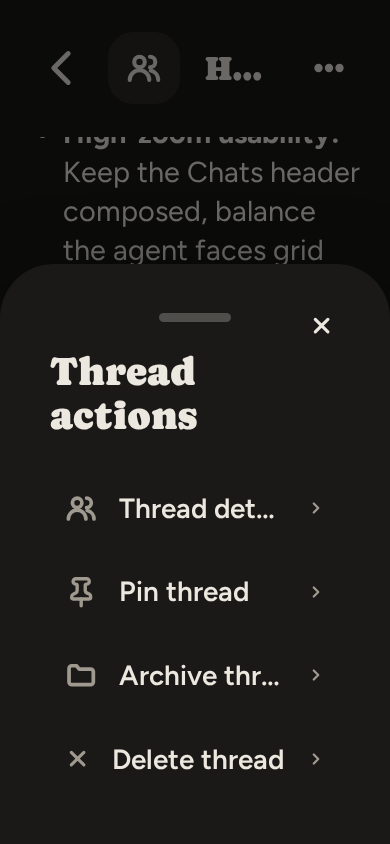 H...
High-zoom usability:
Keep the Chats header
composed, balance
the agent faces grid
Thread
actions
Thread det...
Pin thread
Archive thr...
Delete thread